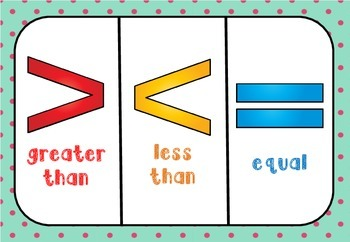 > < =
greater than
less than
equal